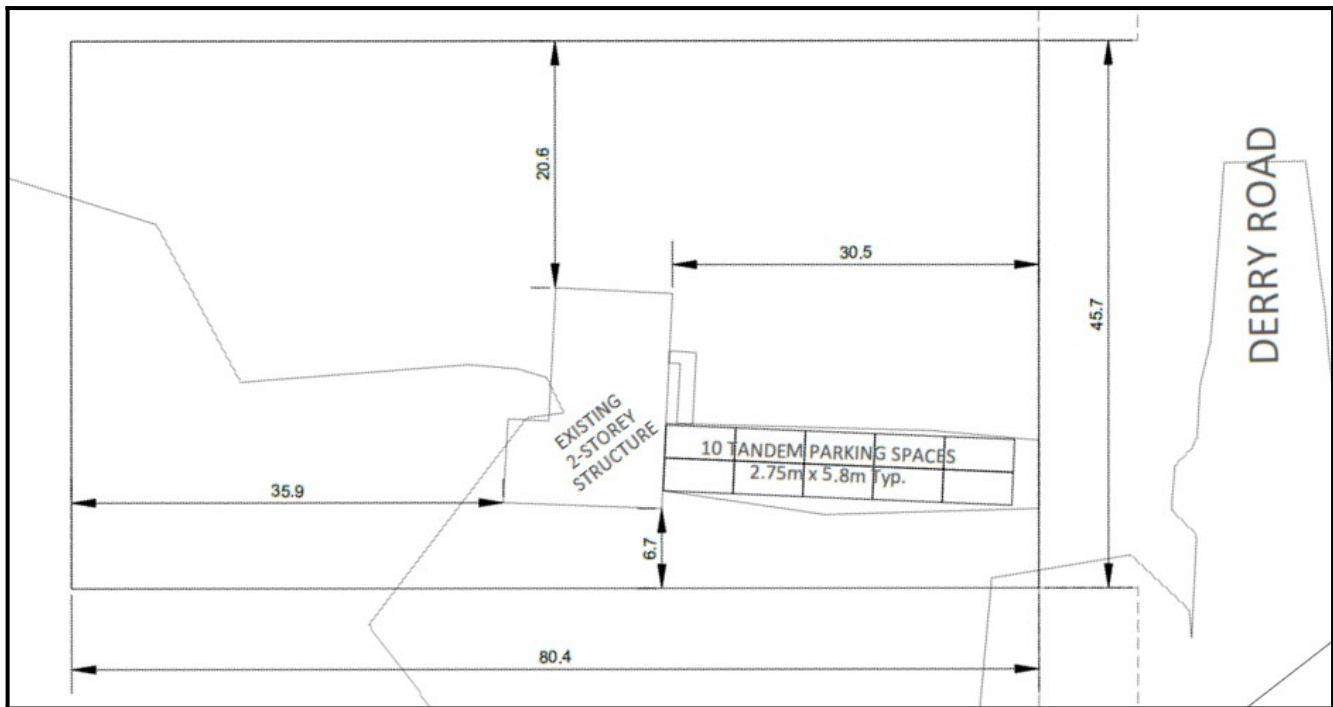 20.6
30.5
45.7
DERRY ROAD
EXISTING
2-STOREY
STRUCTURE
10 TANDEM PARKING SPACES
2.75m x 5.8m Typ.
35.9
6.7
80.4